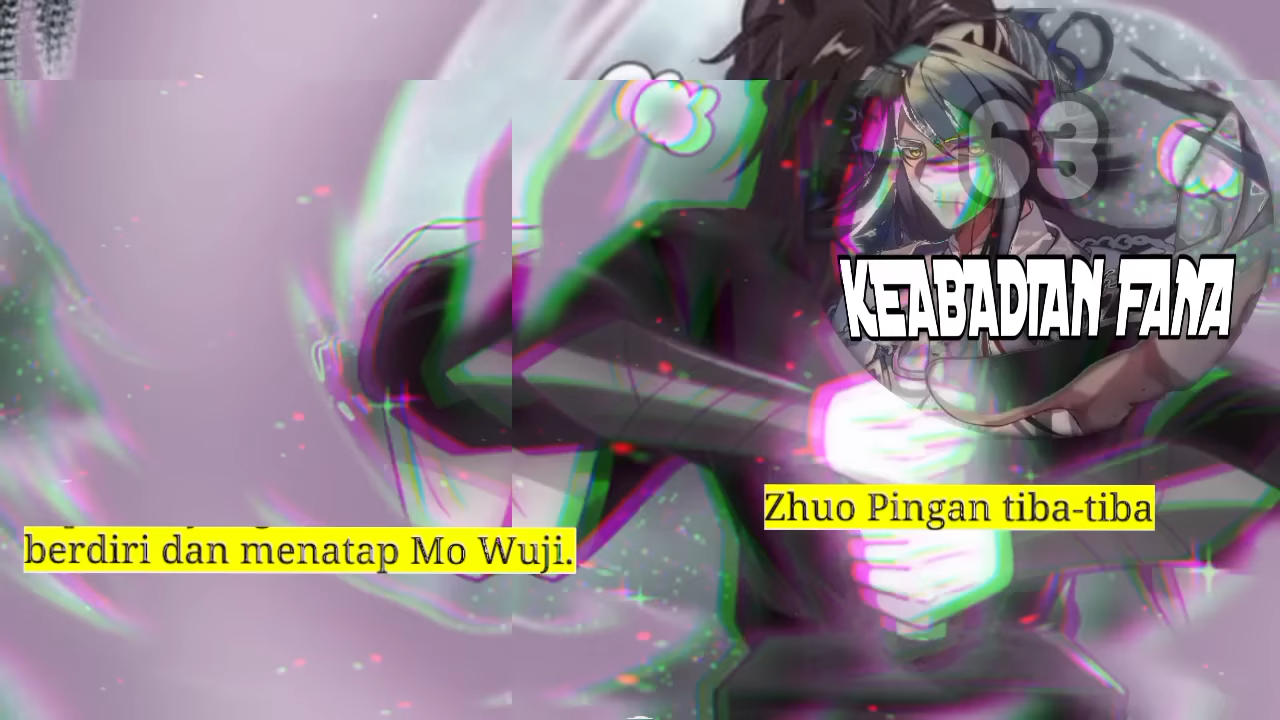 63
KEABADIAN FANA
Zhuo Pingan tiba-tiba
berdiri dan menatap Mo Wuji.